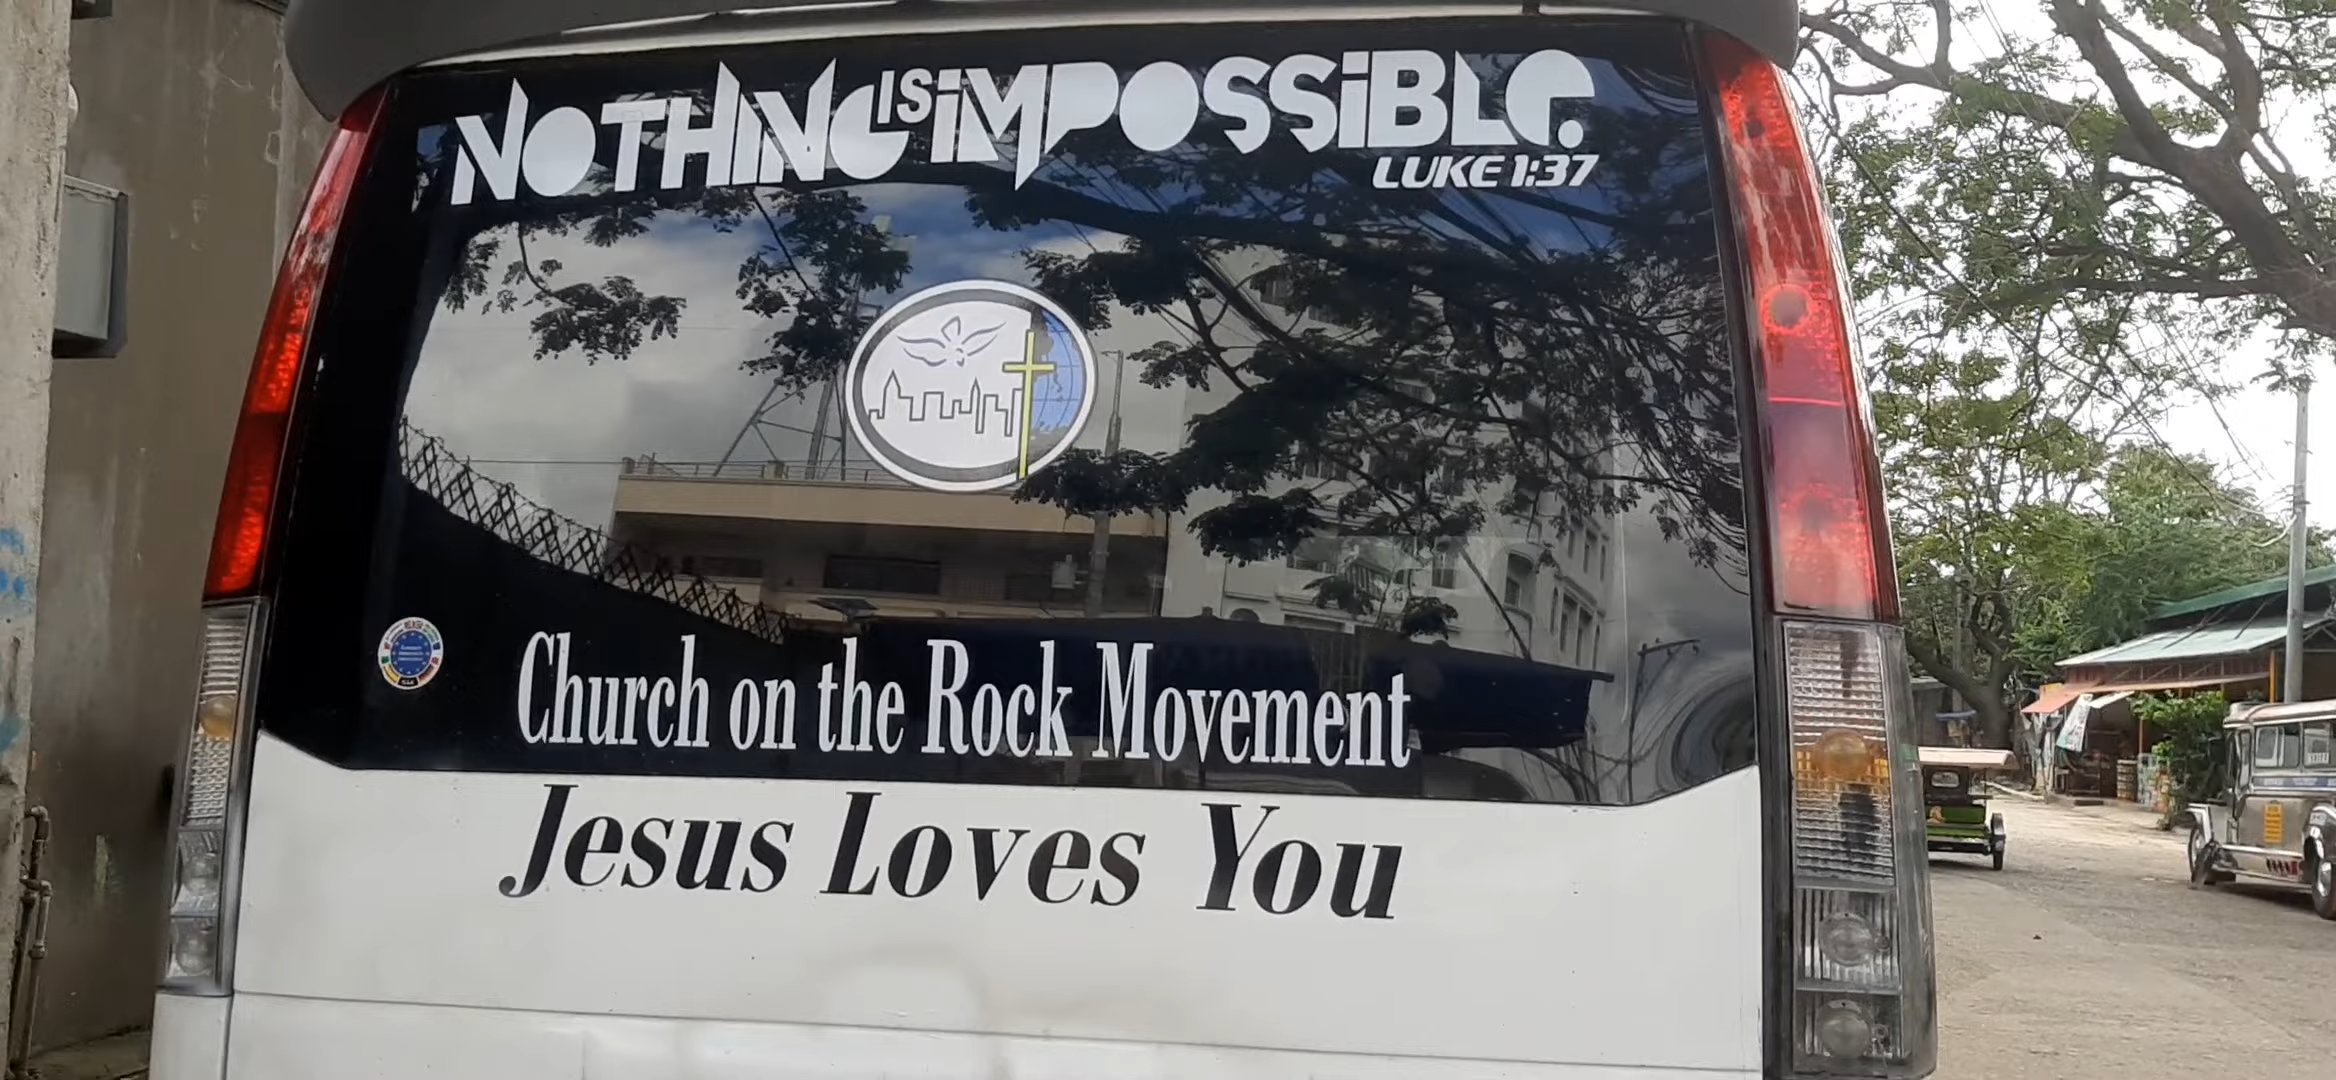 NOTHING IS IMPOSSIBLE.
LUKE 1:37
Church on the Rock Movement
Jesus Loves You